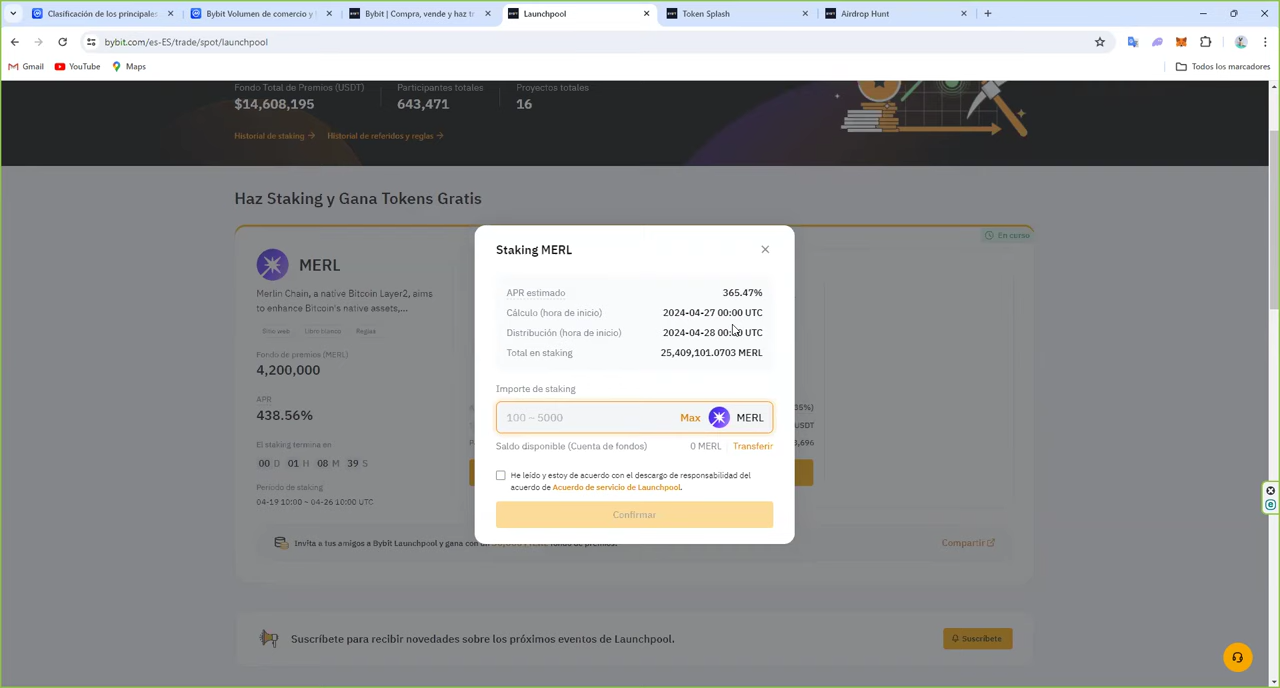 Clasificación de los principales
Bybit Volumen de comercio y
Bybit | Compra, vende y haz tr
Launchpool
Token Splash
Airdrop Hunt
bybit.com/es-ES/trade/spot/launchpool
Gmail
YouTube
Maps
Todos los marcadores
Fondo Total de Premios (USDT)
Participantes totales
Proyectos totales
$14,608,195
643,471
16
Historial de staking
Historial de referidos y reglas
Haz Staking y Gana Tokens Gratis
En curso
MERL
Merlin Chain, a native Bitcoin Layer2, aims
to enhance Bitcoin's native assets,...
Sitio web
Libro blanco
Reglas
Fondo de premios (MERL)
4,200,000
APR
438.56%
El staking termina en
00 D 01 H 08 M 39 S
Período de staking
04-19 10:00 ~ 04-26 10:00 UTC
Staking MERL
APR estimado
365.47%
Cálculo (hora de inicio)
2024-04-27 00:00 UTC
Distribución (hora de inicio)
2024-04-28 00:00 UTC
Total en staking
25,409,101.0703 MERL
Importe de staking
100 – 5000
Max
MERL
Saldo disponible (Cuenta de fondos)
0 MERL
Transferir
He leído y estoy de acuerdo con el descargo de responsabilidad del
acuerdo de Acuerdo de servicio de Launchpool.
Confirmar
Invita a tus amigos a Bybit Launchpool y gana con un
fondo de premios.
Compartir
Suscríbete para recibir novedades sobre los próximos eventos de Launchpool.
Suscríbete